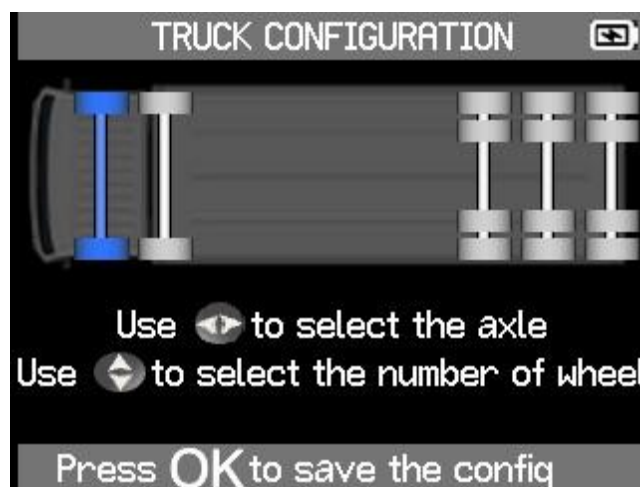 TRUCK CONFIGURATION
Use to select the axle
Use to select the number of wheel
Press OK to save the config